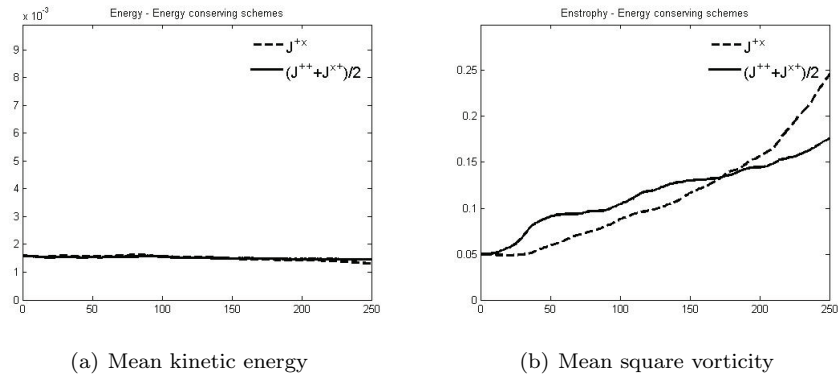 Energy - Energy conserving schemes
x 10⁻³
9
8
7
6
5
4
3
2
1
0
0 50 100 150 200 250
J⁺ˣ
(J⁺⁺+Jˣ⁺)/2
(a) Mean kinetic energy
Enstrophy - Energy conserving schemes
0.25
0.2
0.15
0.1
0.05
0
0 50 100 150 200 250
J⁺ˣ
(J⁺⁺+Jˣ⁺)/2
(b) Mean square vorticity